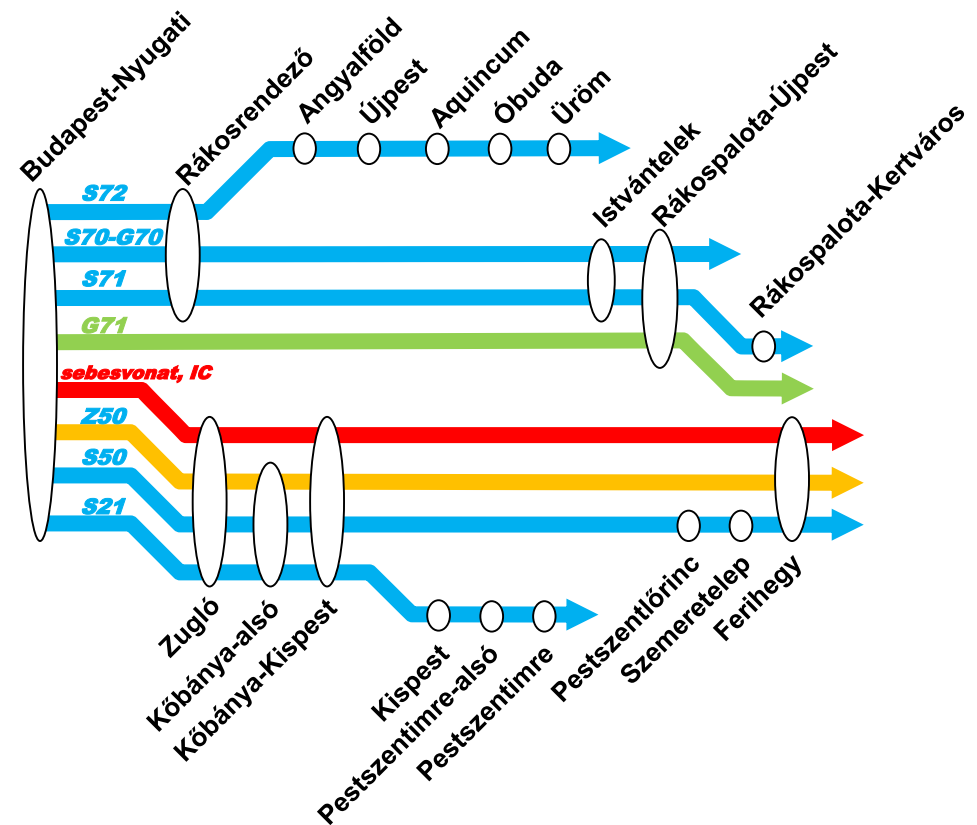 Budapest-Nyugati
Rákosrendező
Angyalföld
Újpest
Aquincum
Óbuda
Üröm
Istvántelek
Rákospalota-Újpest
Rákospalota-Kertváros
S72
S70-G70
S71
G71
sebesvonat, IC
Z50
S50
S21
Zugló
Kőbánya-alsó
Kőbánya-Kispest
Kispest
Pestszentimre-alsó
Pestszentimre
Pestszentlőrinc
Szemeretelep
Ferihegy